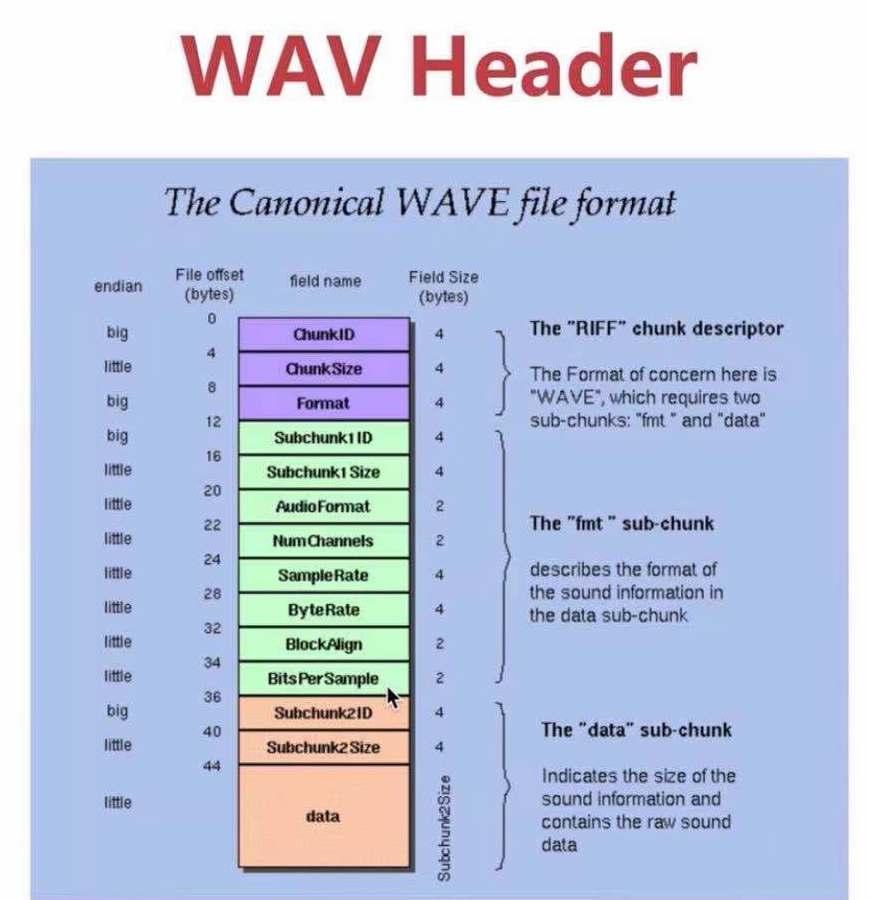 WAV Header
The Canonical WAVE file format
endian File offset (bytes) field name Field Size (bytes)
0
big ChunkID 4
4
little ChunkSize 4
8
big Format 4
12
big Subchunk1 ID 4
16
little Subchunk1 Size 4
20
little AudioFormat 2
22
little NumChannels 2
24
little SampleRate 4
28
little ByteRate 4
32
little BlockAlign 2
34
little BitsPerSample 2
36
big Subchunk2 ID 4
40
little Subchunk2 Size 4
44
little data Subchunk2Size
The "RIFF" chunk descriptor
The Format of concern here is
"WAVE", which requires two
sub-chunks: "fmt " and "data"
The "fmt " sub-chunk
describes the format of
the sound information in
the data sub-chunk
The "data" sub-chunk
Indicates the size of the
sound information and
contains the raw sound
data